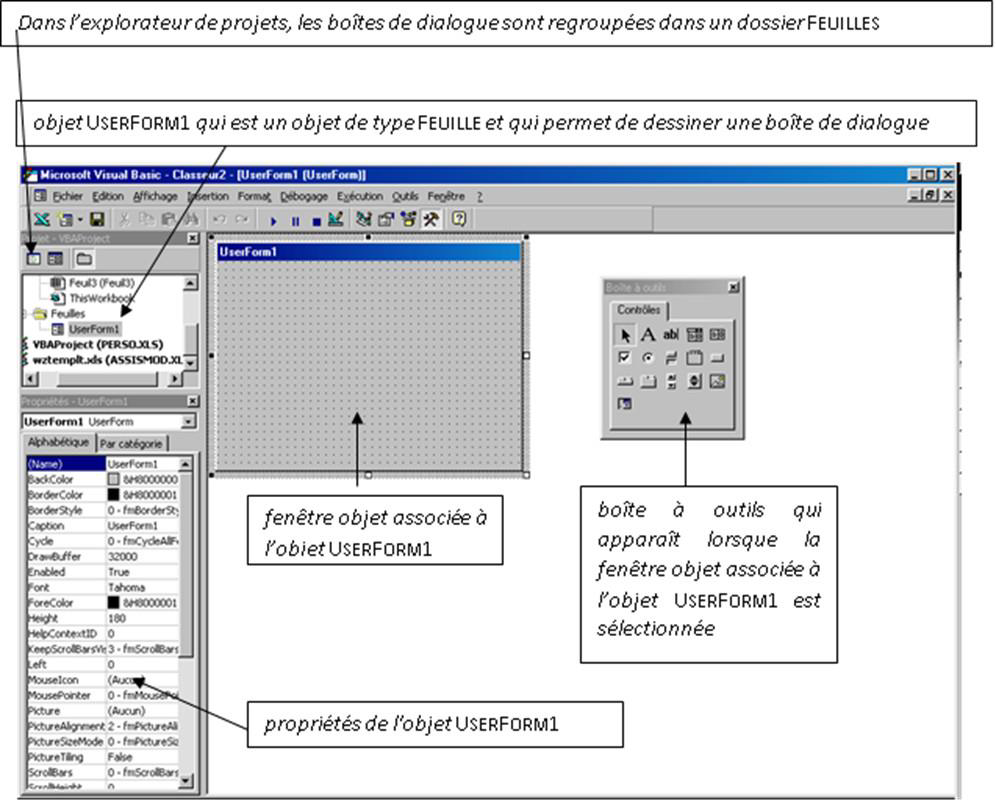 Dans l'explorateur de projets, les boîtes de dialogue sont regroupées dans un dossier FEUILLES
objet USERFORM1 qui est un objet de type FEUILLE et qui permet de dessiner une boîte de dialogue
Microsoft Visual Basic - Classeur2 - [UserForm1 (UserForm)]
Fichier Edition Affichage Insertion Format Débogage Exécution Outils Fenêtre ?
Projet - VBAProject
Feuil3 (Feuil3)
ThisWorkbook
Feuilles
UserForm1
VBAProject (PERSO.XLS)
wztemplt.xls (ASSISMOD.XL
Propriétés - UserForm1
UserForm1 UserForm
Alphabétique Par catégorie
(Name) UserForm1
BackColor &H8000000
BorderColor &H8000001
BorderStyle 0 - fmBorderSty
Caption UserForm1
Cycle 0 - fmCycleAllF
DrawBuffer 32000
Enabled True
Font Tahoma
ForeColor &H8000001
Height 180
HelpContextID 0
KeepScrollBarsVis 3 - fmScrollBars
Left 0
MouseIcon (Aucun)
MousePointer 0 - fmMousePoi
Picture (Aucun)
PictureAlignment 2 - fmPictureAli
PictureSizeMode 0 - fmPictureSiz
PictureTiling False
ScrollBars 0 - fmScrollBars
ScrollHeight 0
UserForm1
Boîte à outils
Contrôles
A ab|
fenêtre objet associée à
l'objet USERFORM1
boîte à outils qui
apparaît lorsque la
fenêtre objet associée à
l'objet USERFORM1 est
sélectionnée
propriétés de l'objet USERFORM1